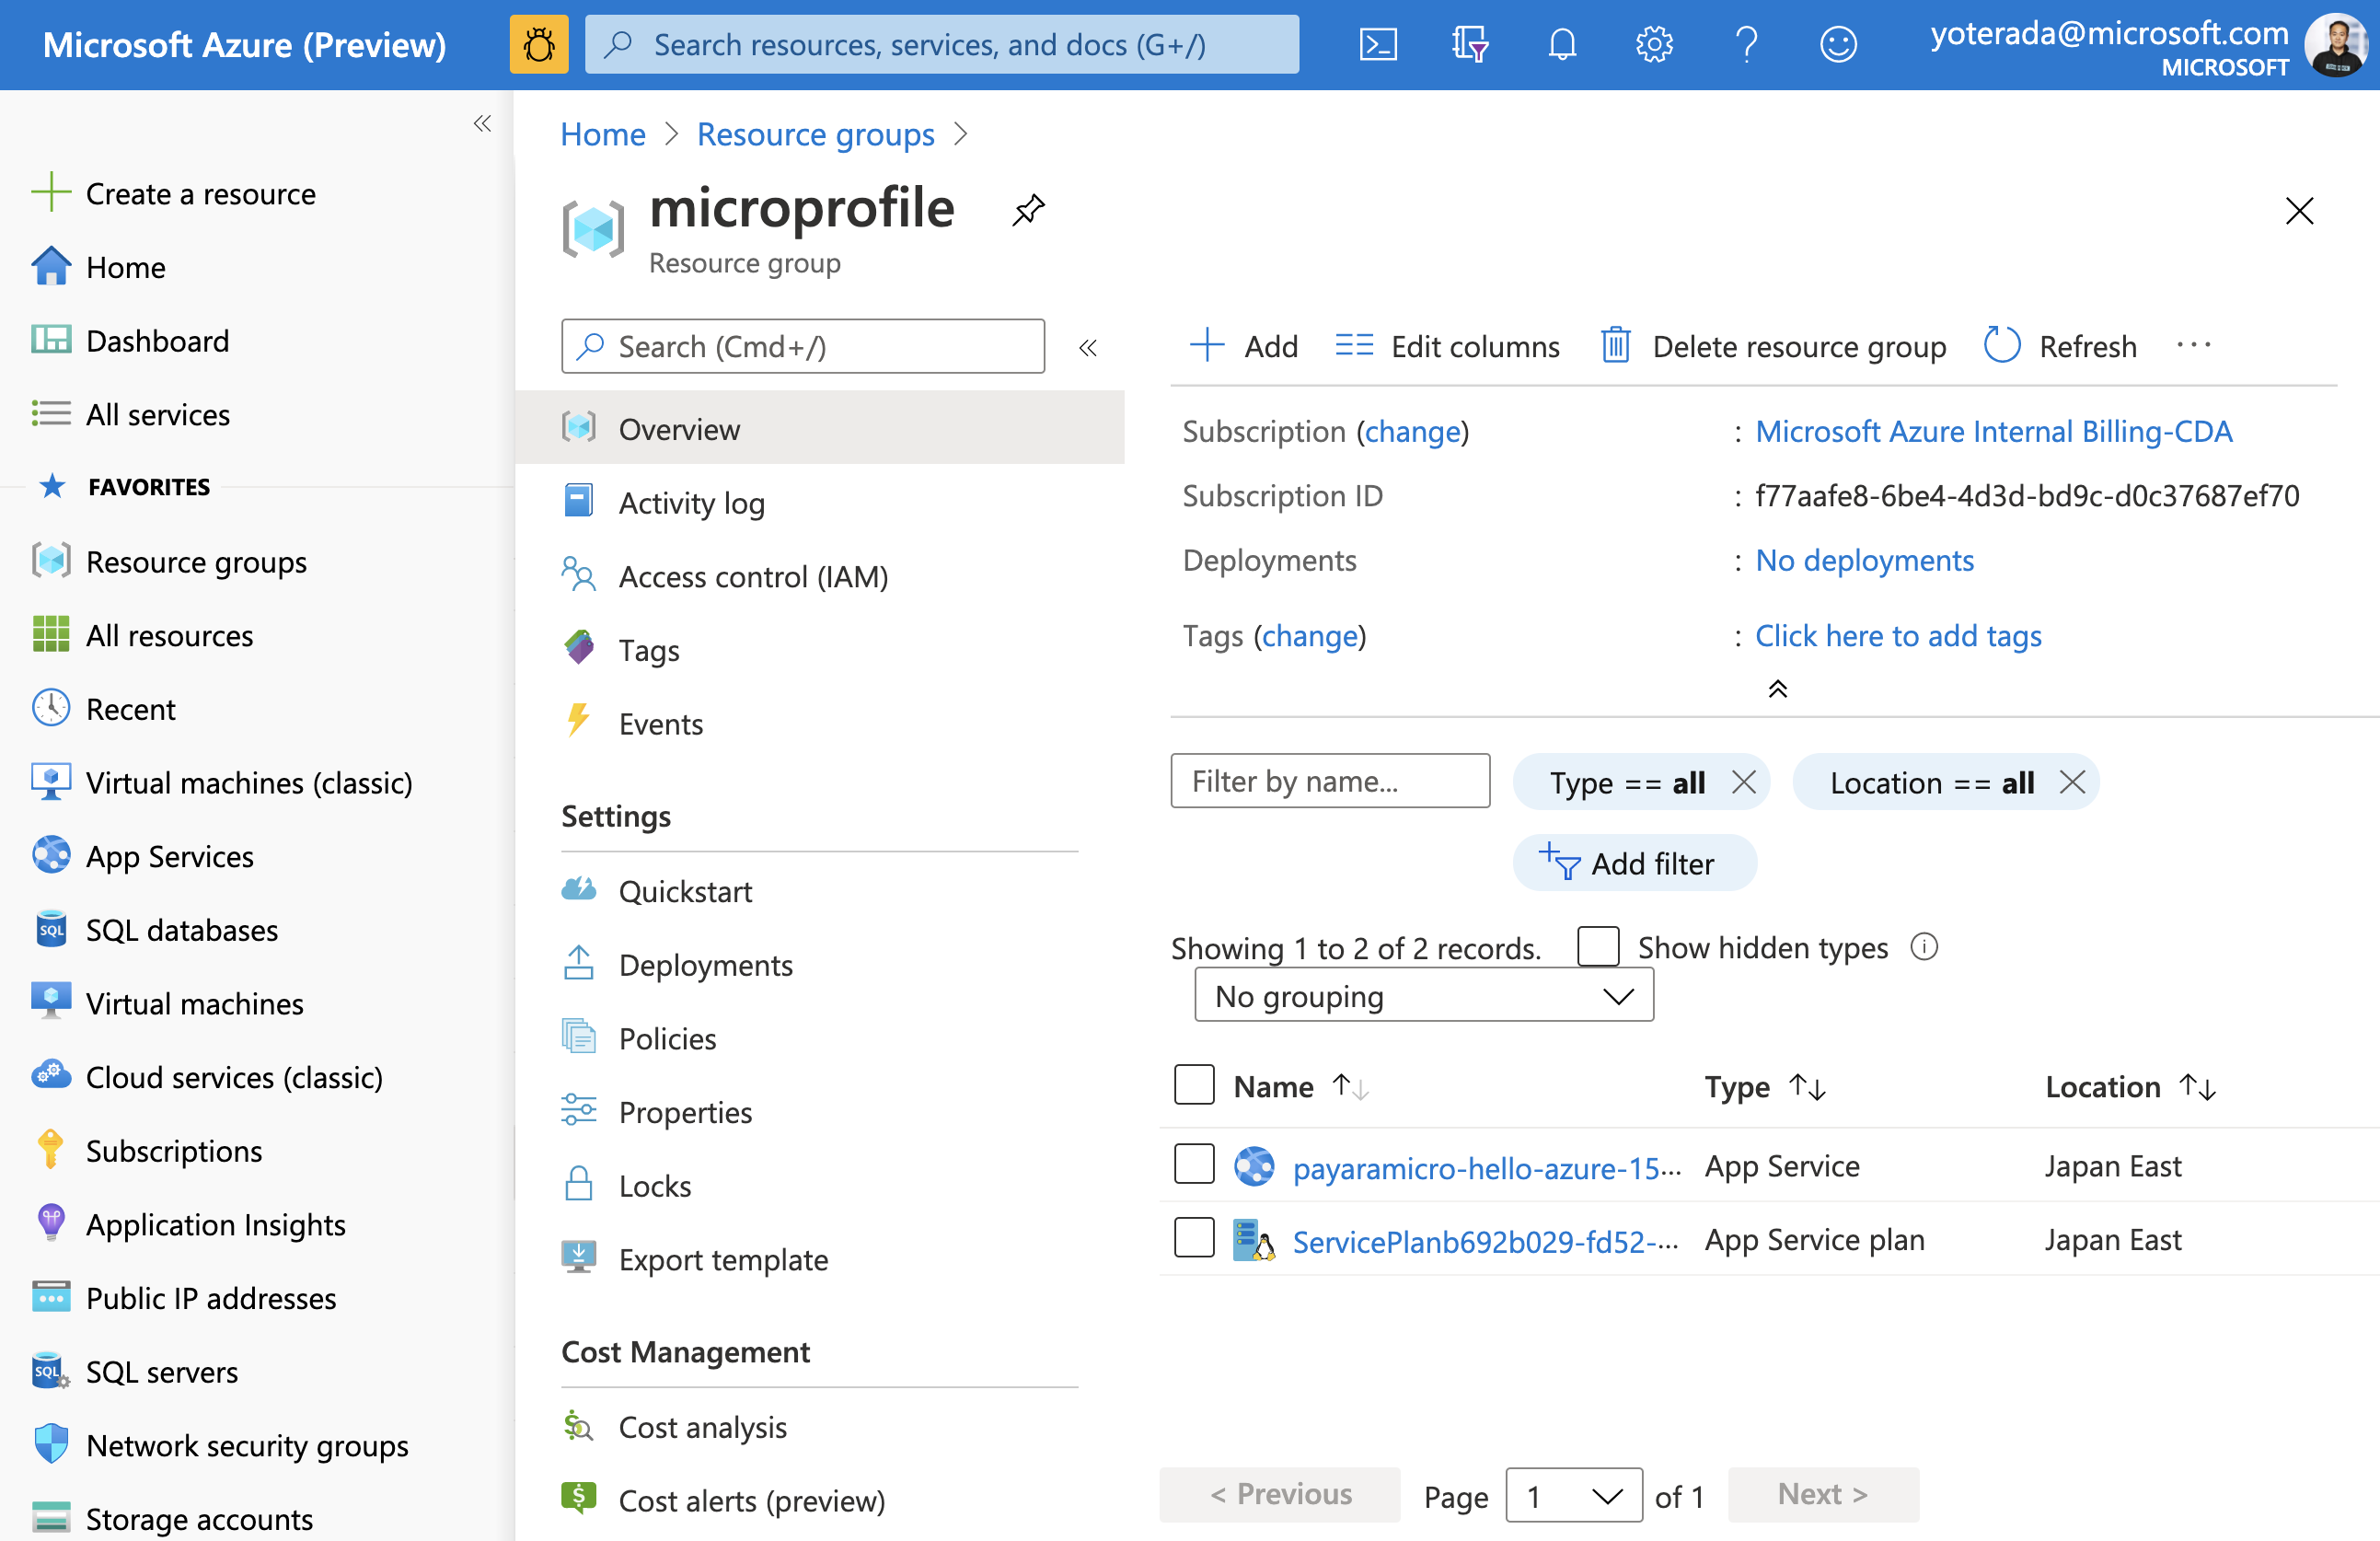 Microsoft Azure (Preview)
Search resources, services, and docs (G+/)
yoterada@microsoft.com
MICROSOFT
Create a resource
Home
Dashboard
All services
FAVORITES
Resource groups
All resources
Recent
Virtual machines (classic)
App Services
SQL databases
Virtual machines
Cloud services (classic)
Subscriptions
Application Insights
Public IP addresses
SQL servers
Network security groups
Storage accounts
Home > Resource groups >
microprofile
Resource group
Search (Cmd+/)
Overview
Activity log
Access control (IAM)
Tags
Events
Settings
Quickstart
Deployments
Policies
Properties
Locks
Export template
Cost Management
Cost analysis
Cost alerts (preview)
Add Edit columns Delete resource group Refresh ...
Subscription (change) : Microsoft Azure Internal Billing-CDA
Subscription ID : f77aafe8-6be4-4d3d-bd9c-d0c37687ef70
Deployments : No deployments
Tags (change) : Click here to add tags
Filter by name... Type == all Location == all
Add filter
Showing 1 to 2 of 2 records. Show hidden types
No grouping
Name Type Location
payaramicro-hello-azure-15... App Service Japan East
ServicePlanb692b029-fd52-... App Service plan Japan East
< Previous Page 1 of 1 Next >